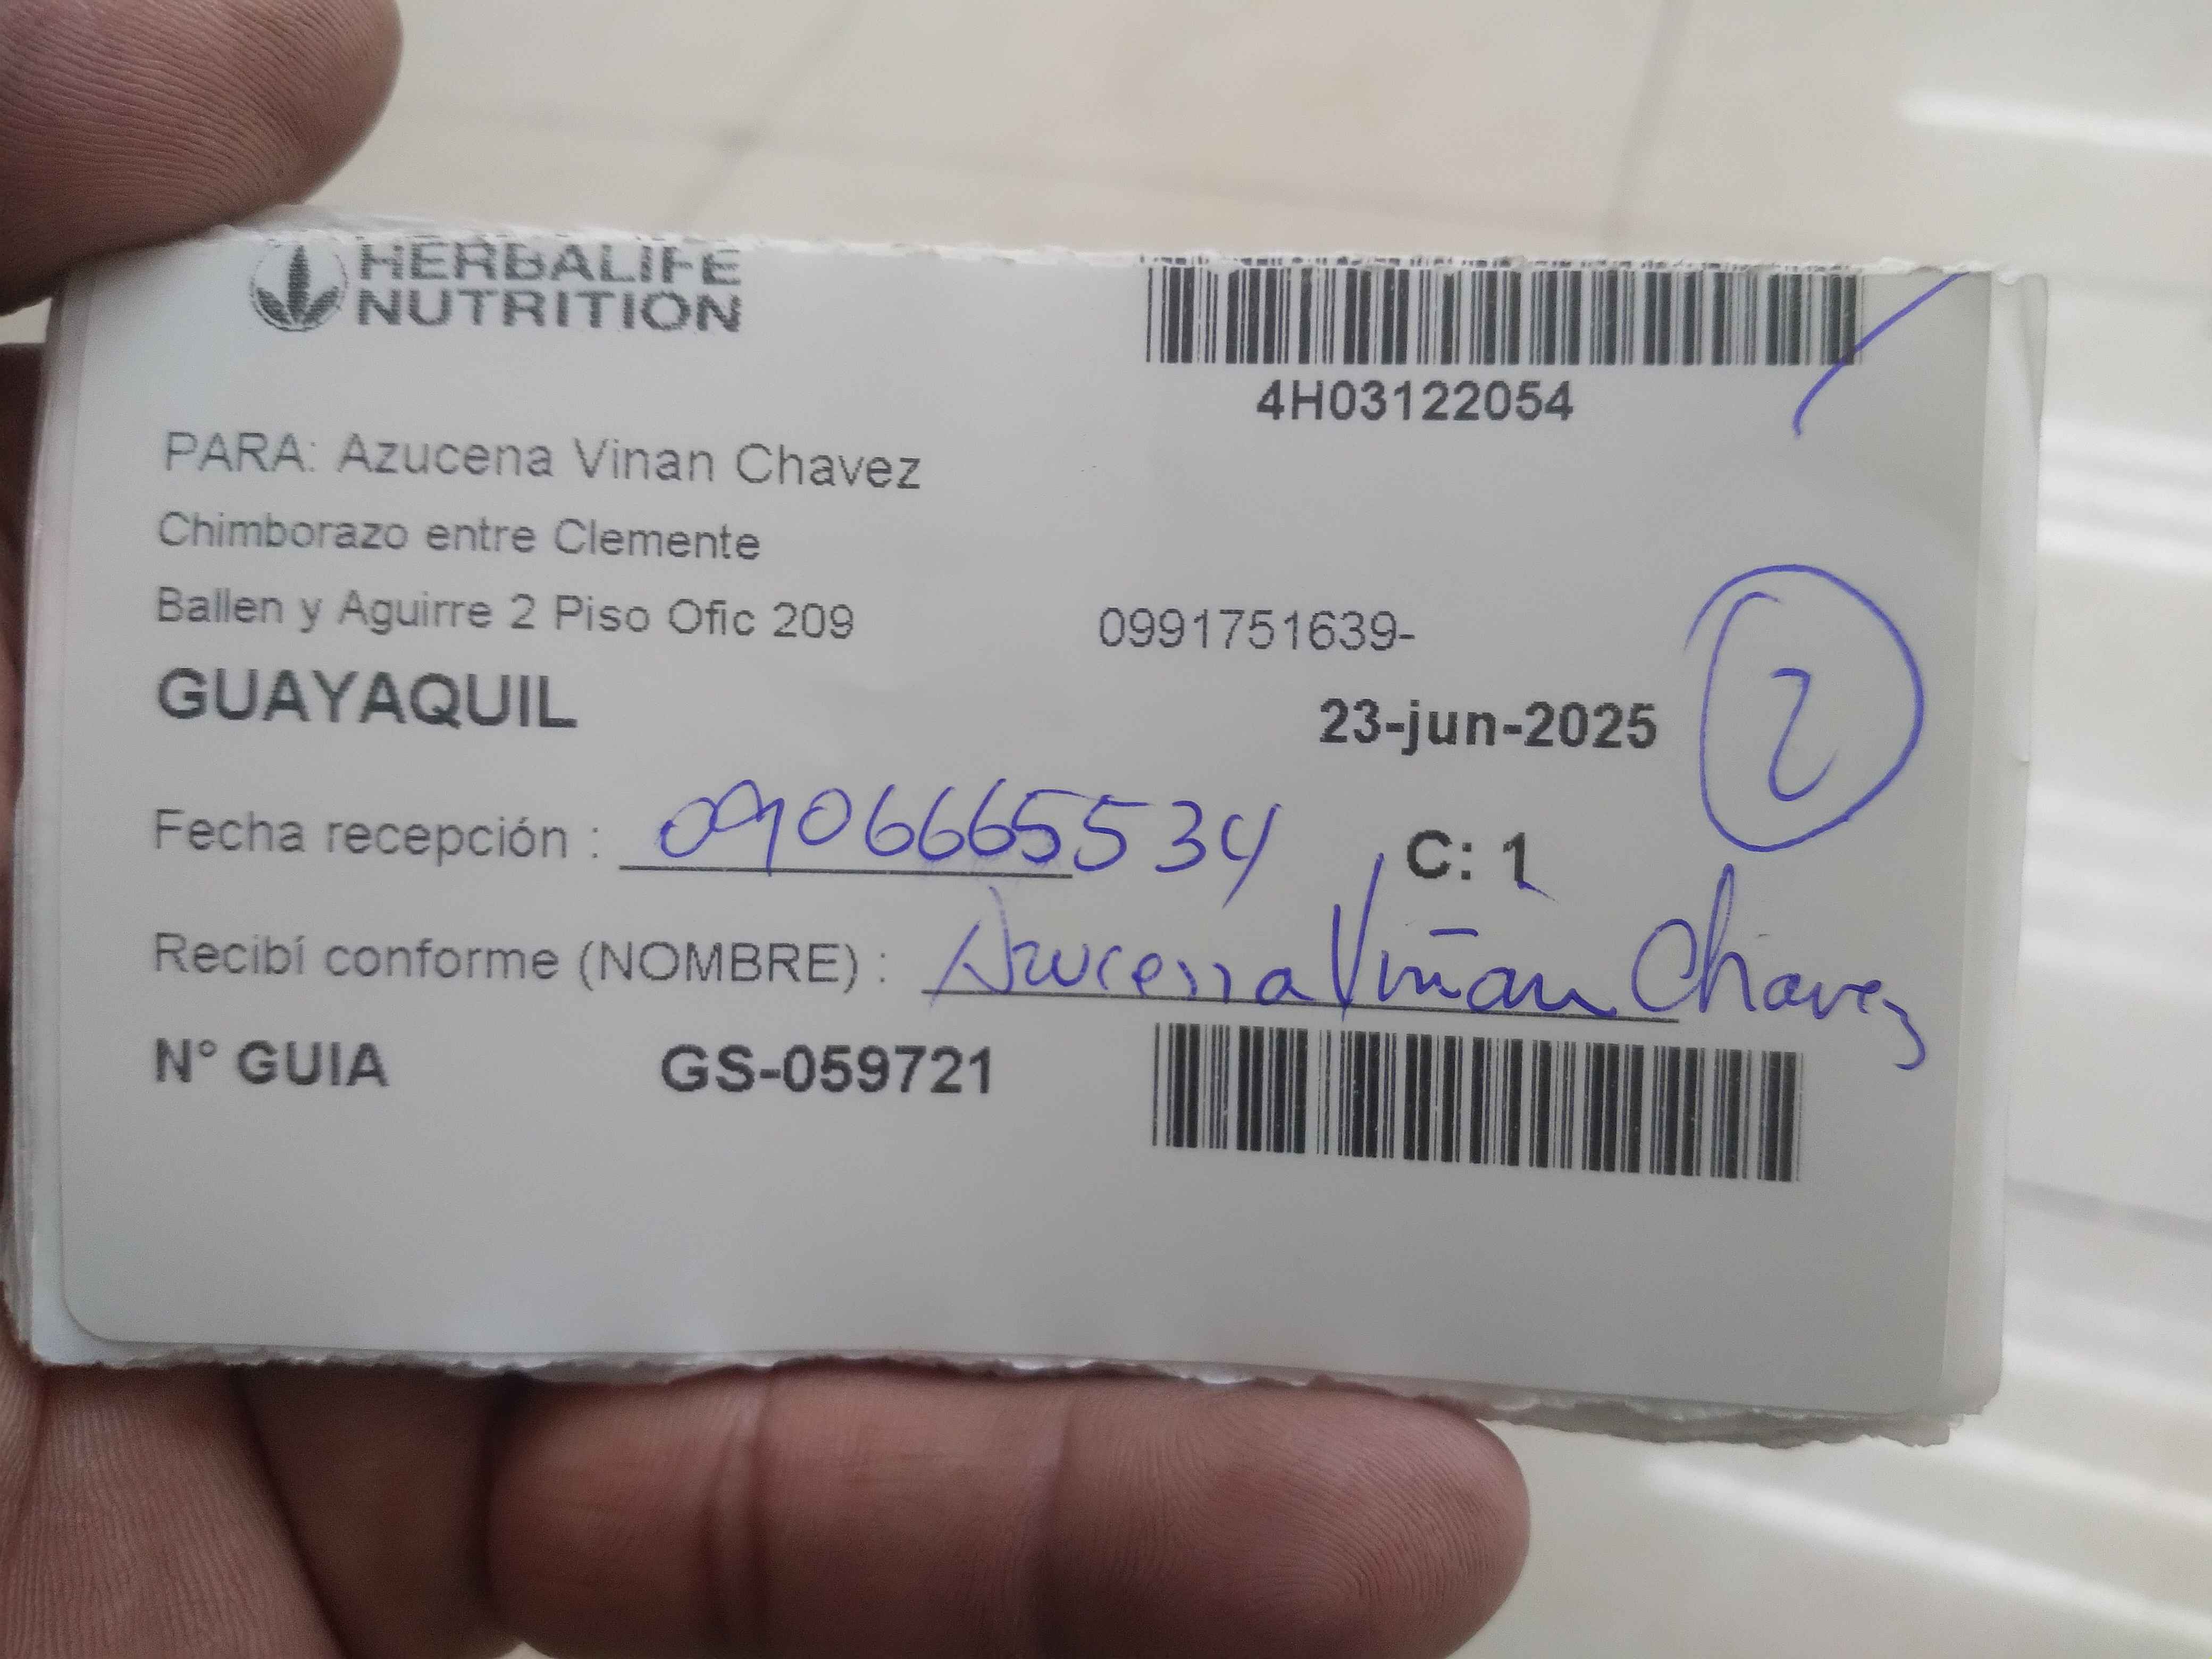 HERBALIFE
NUTRITION
4H03122054
PARA: Azucena Vinan Chavez
Chimborazo entre Clemente
Ballen y Aguirre 2 Piso Ofic 209
0991751639-
GUAYAQUIL
23-jun-2025
2
Fecha recepción : 0906665534
C: 1
Recibí conforme (NOMBRE) : Azucena Viñan Chavez
N° GUIA GS-059721